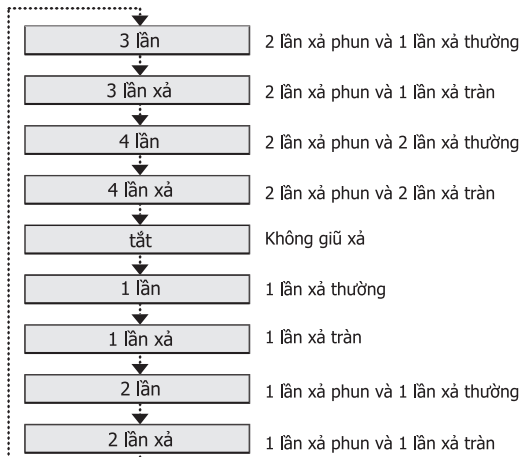 3 lần 2 lần xả phun và 1 lần xả thường
3 lần xả 2 lần xả phun và 1 lần xả tràn
4 lần 2 lần xả phun và 2 lần xả thường
4 lần xả 2 lần xả phun và 2 lần xả tràn
tắt Không giũ xả
1 lần 1 lần xả thường
1 lần xả 1 lần xả tràn
2 lần 1 lần xả phun và 1 lần xả thường
2 lần xả 1 lần xả phun và 1 lần xả tràn